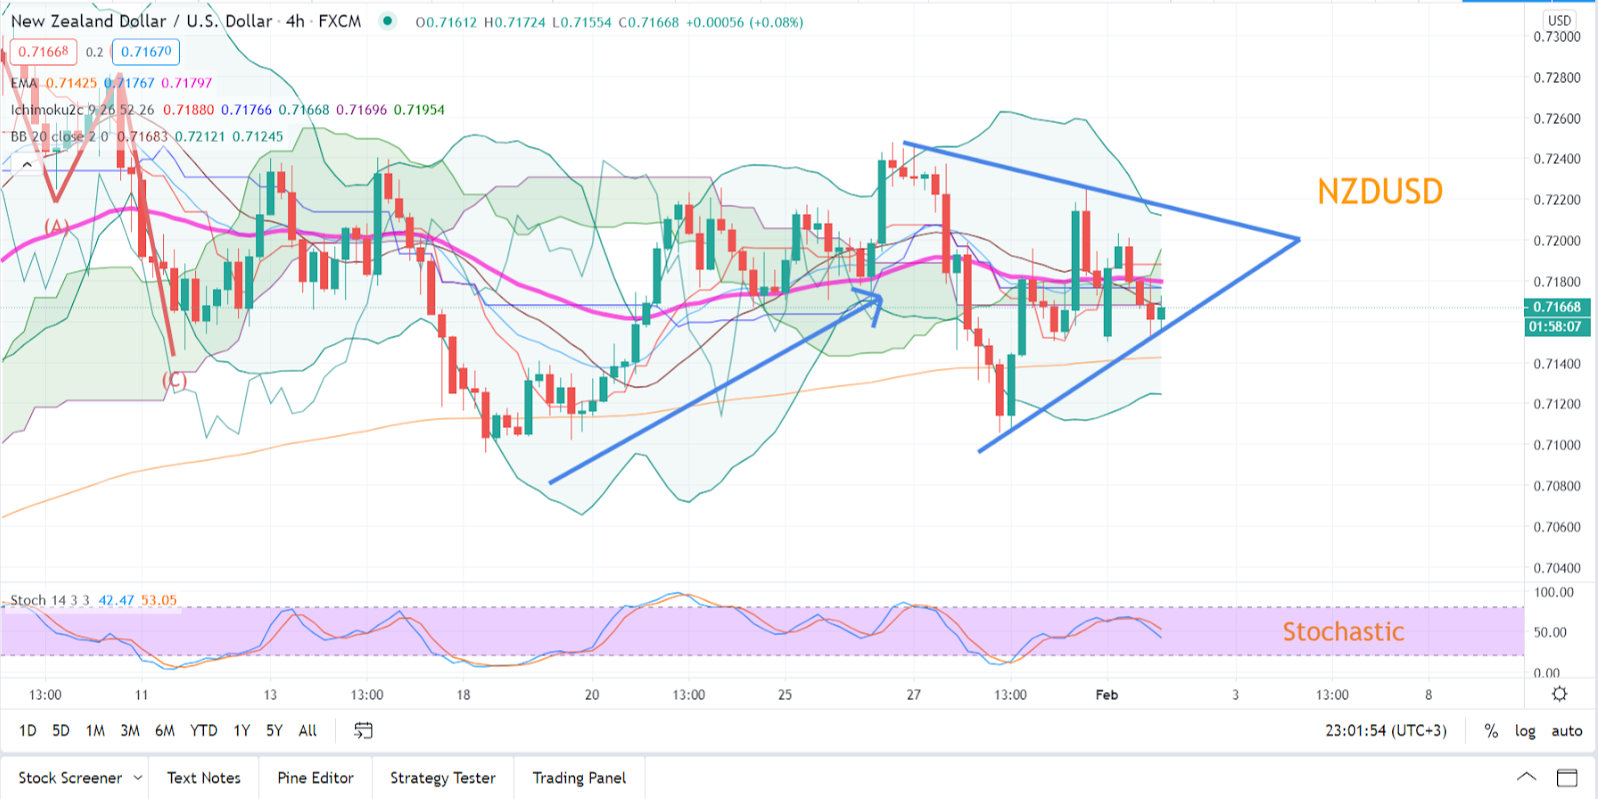 New Zealand Dollar / U.S. Dollar · 4h · FXCM O0.71612 H0.71724 L0.71554 C0.71668 +0.00056 (+0.08%)
0.71668 0.2 0.71670
EMA 0.71425 0.71767 0.71797
Ichimoku2c 9 26 52 26 0.71880 0.71766 0.71668 0.71696 0.71954
BB 20 close 2 0 0.71683 0.72121 0.71245
(A)
(C)
NZDUSD
USD
0.73000
0.72800
0.72600
0.72400
0.72200
0.72000
0.71800
0.71668
01:58:07
0.71400
0.71200
0.71000
0.70800
0.70600
0.70400
Stoch 14 3 3 42.47 53.05
Stochastic
100.00
50.00
0.00
13:00 11 13 13:00 18 20 13:00 25 27 13:00 Feb 3 13:00 8
1D 5D 1M 3M 6M YTD 1Y 5Y All
23:01:54 (UTC+3) % log auto
Stock Screener Text Notes Pine Editor Strategy Tester Trading Panel